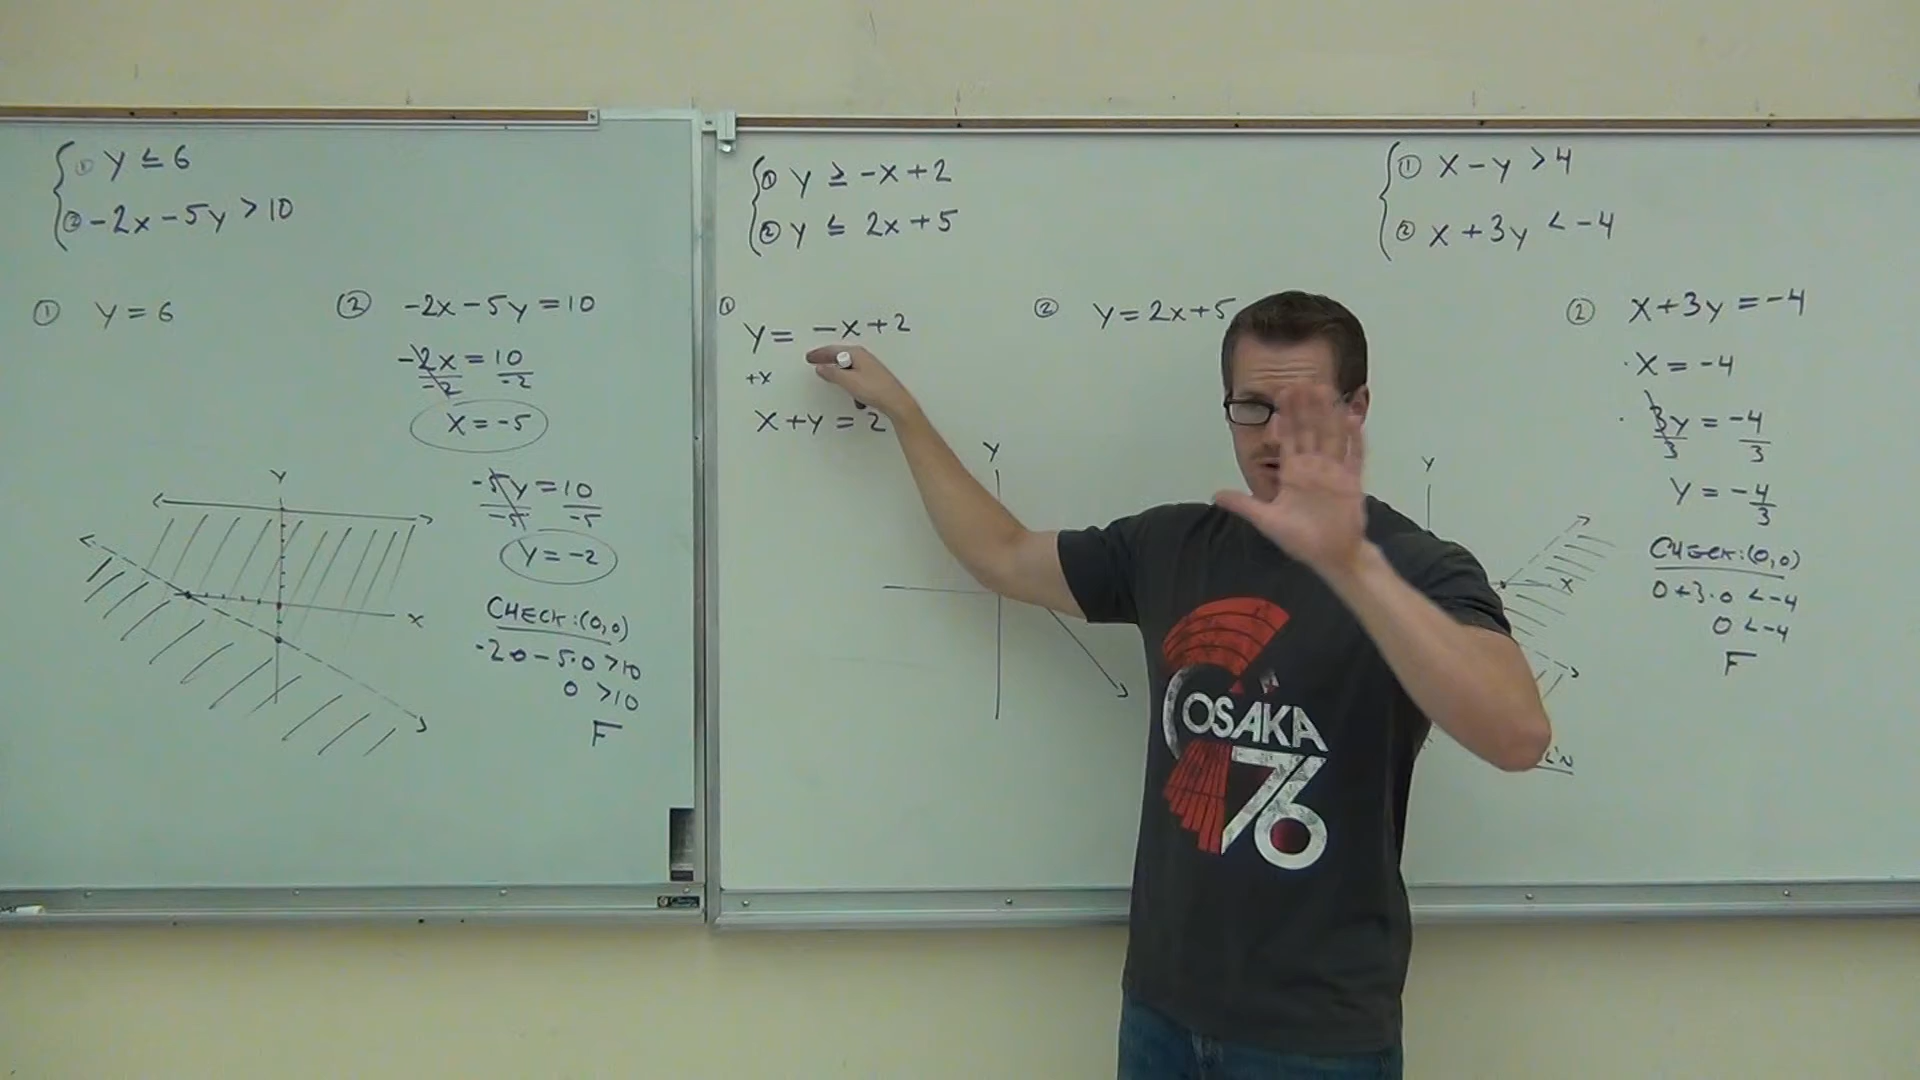 ① y ≤ 6
② -2x - 5y > 10
① y = 6
② -2x - 5y = 10
-2x = 10
-2 -2
x = -5
-5y = 10
-5 -5
y = -2
CHECK: (0,0)
-2·0 - 5·0 > 10
0 > 10
F
y
x
① y ≥ -x + 2
② y ≤ 2x + 5
①
y = -x + 2
+x
x + y = 2
② y = 2x + 5
y
① x - y > 4
② x + 3y < -4
② x + 3y = -4
· x = -4
· 3y = -4
3 3
y = -4
3
CHECK: (0,0)
0 + 3·0 < -4
0 < -4
F
y
x
OSAKA
76